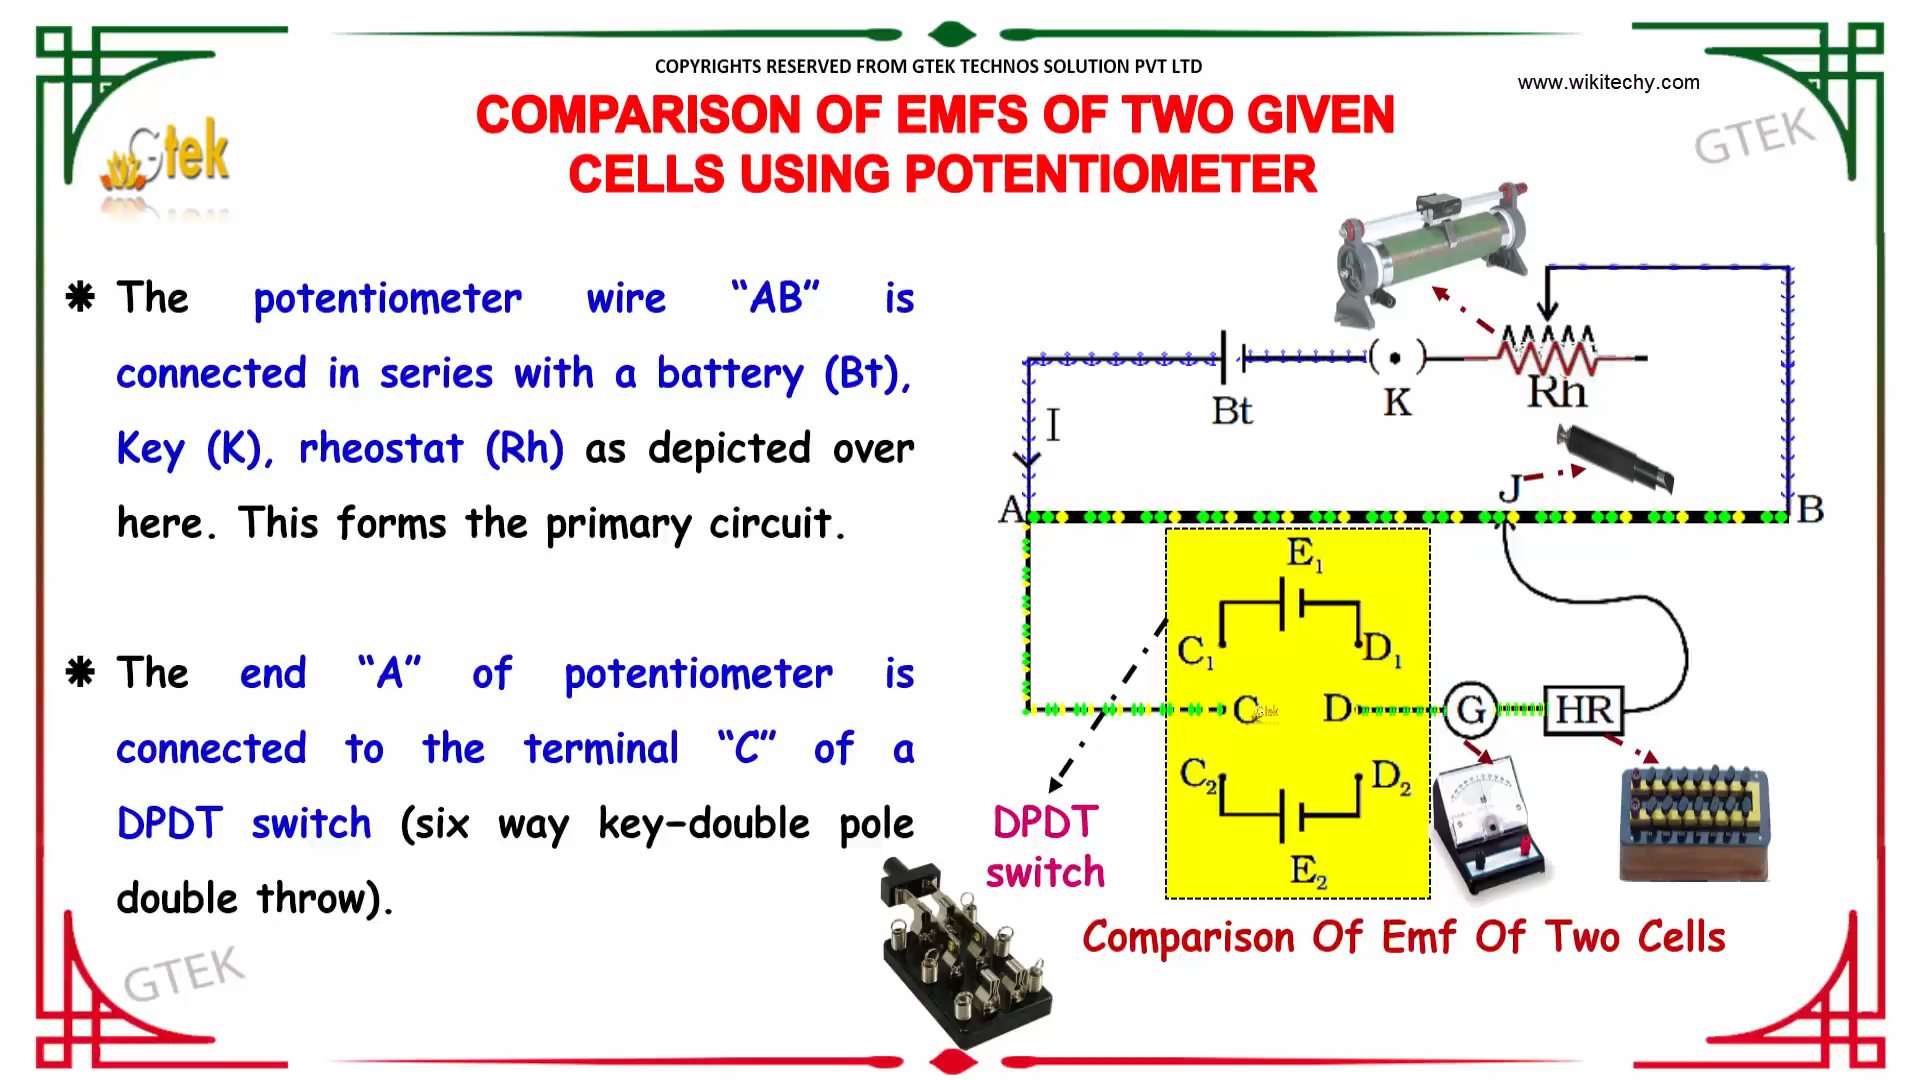 COPYRIGHTS RESERVED FROM GTEK TECHNOS SOLUTION PVT LTD
www.wikitechy.com
COMPARISON OF EMFS OF TWO GIVEN
CELLS USING POTENTIOMETER
Gtek
GTEK
✵ The potentiometer wire “AB” is
connected in series with a battery (Bt),
Key (K), rheostat (Rh) as depicted over
here. This forms the primary circuit.
✵ The end “A” of potentiometer is
connected to the terminal “C” of a
DPDT switch (six way key–double pole
double throw).
GTEK
Bt
K
Rh
I
J
A
B
E₁
C₁
D₁
C
Gtek
D
G
HR
C₂
D₂
E₂
DPDT
switch
Comparison Of Emf Of Two Cells